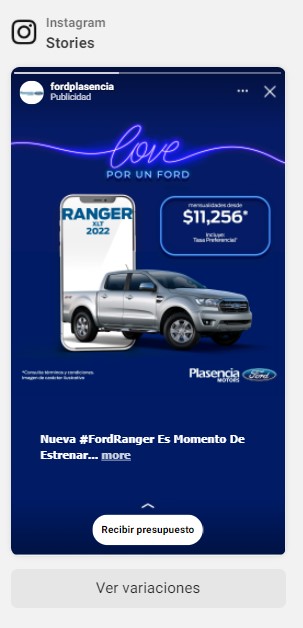 Instagram
Stories
fordplasencia
Publicidad
love
POR UN FORD
RANGER
XLT
2022
mensualidades desde
$11,256*
Incluye:
Tasa Preferencial*
*Consulta términos y condiciones.
Imagen de carácter ilustrativo
Plasencia
MOTORS
Ford
Nueva #FordRanger Es Momento De
Estrenar... more
Recibir presupuesto
Ver variaciones